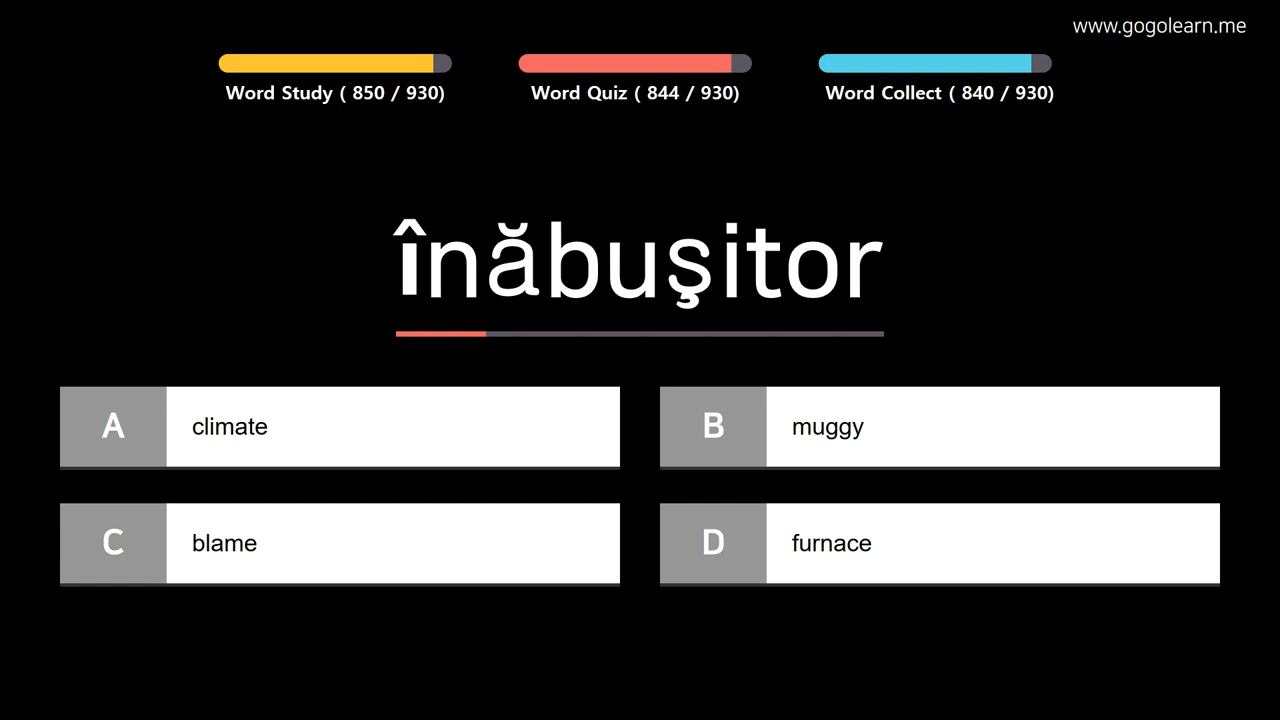 www.gogolearn.me
Word Study ( 850 / 930)
Word Quiz ( 844 / 930)
Word Collect ( 840 / 930)
înăbuşitor
A climate
B muggy
C blame
D furnace